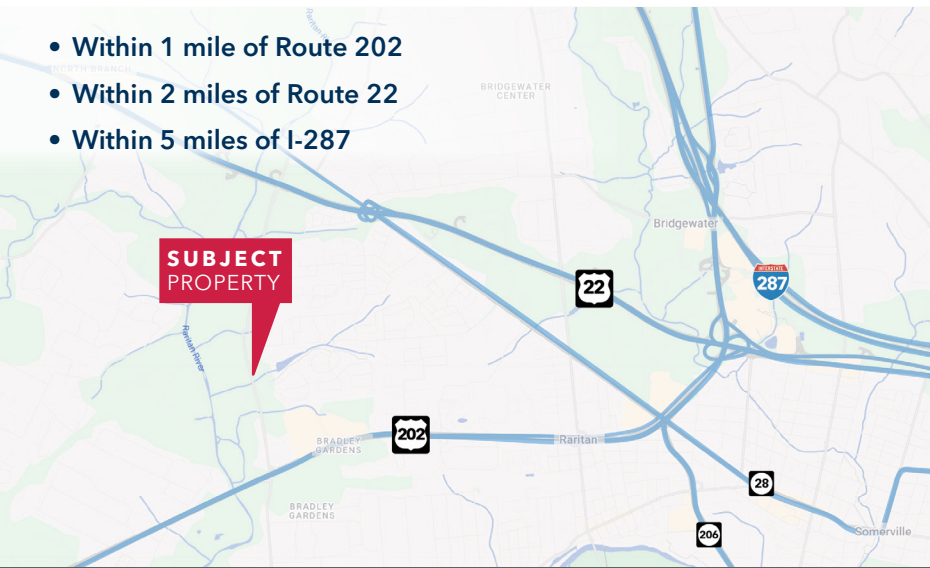 • Within 1 mile of Route 202
NORTH BRANCH
• Within 2 miles of Route 22
• Within 5 miles of I-287
BRIDGEWATER
CENTER
Bridgewater
SUBJECT
PROPERTY
INTERSTATE
287
22
Raritan River
202
BRADLEY
GARDENS
Raritan
28
BRADLEY
GARDENS
206
Somerville